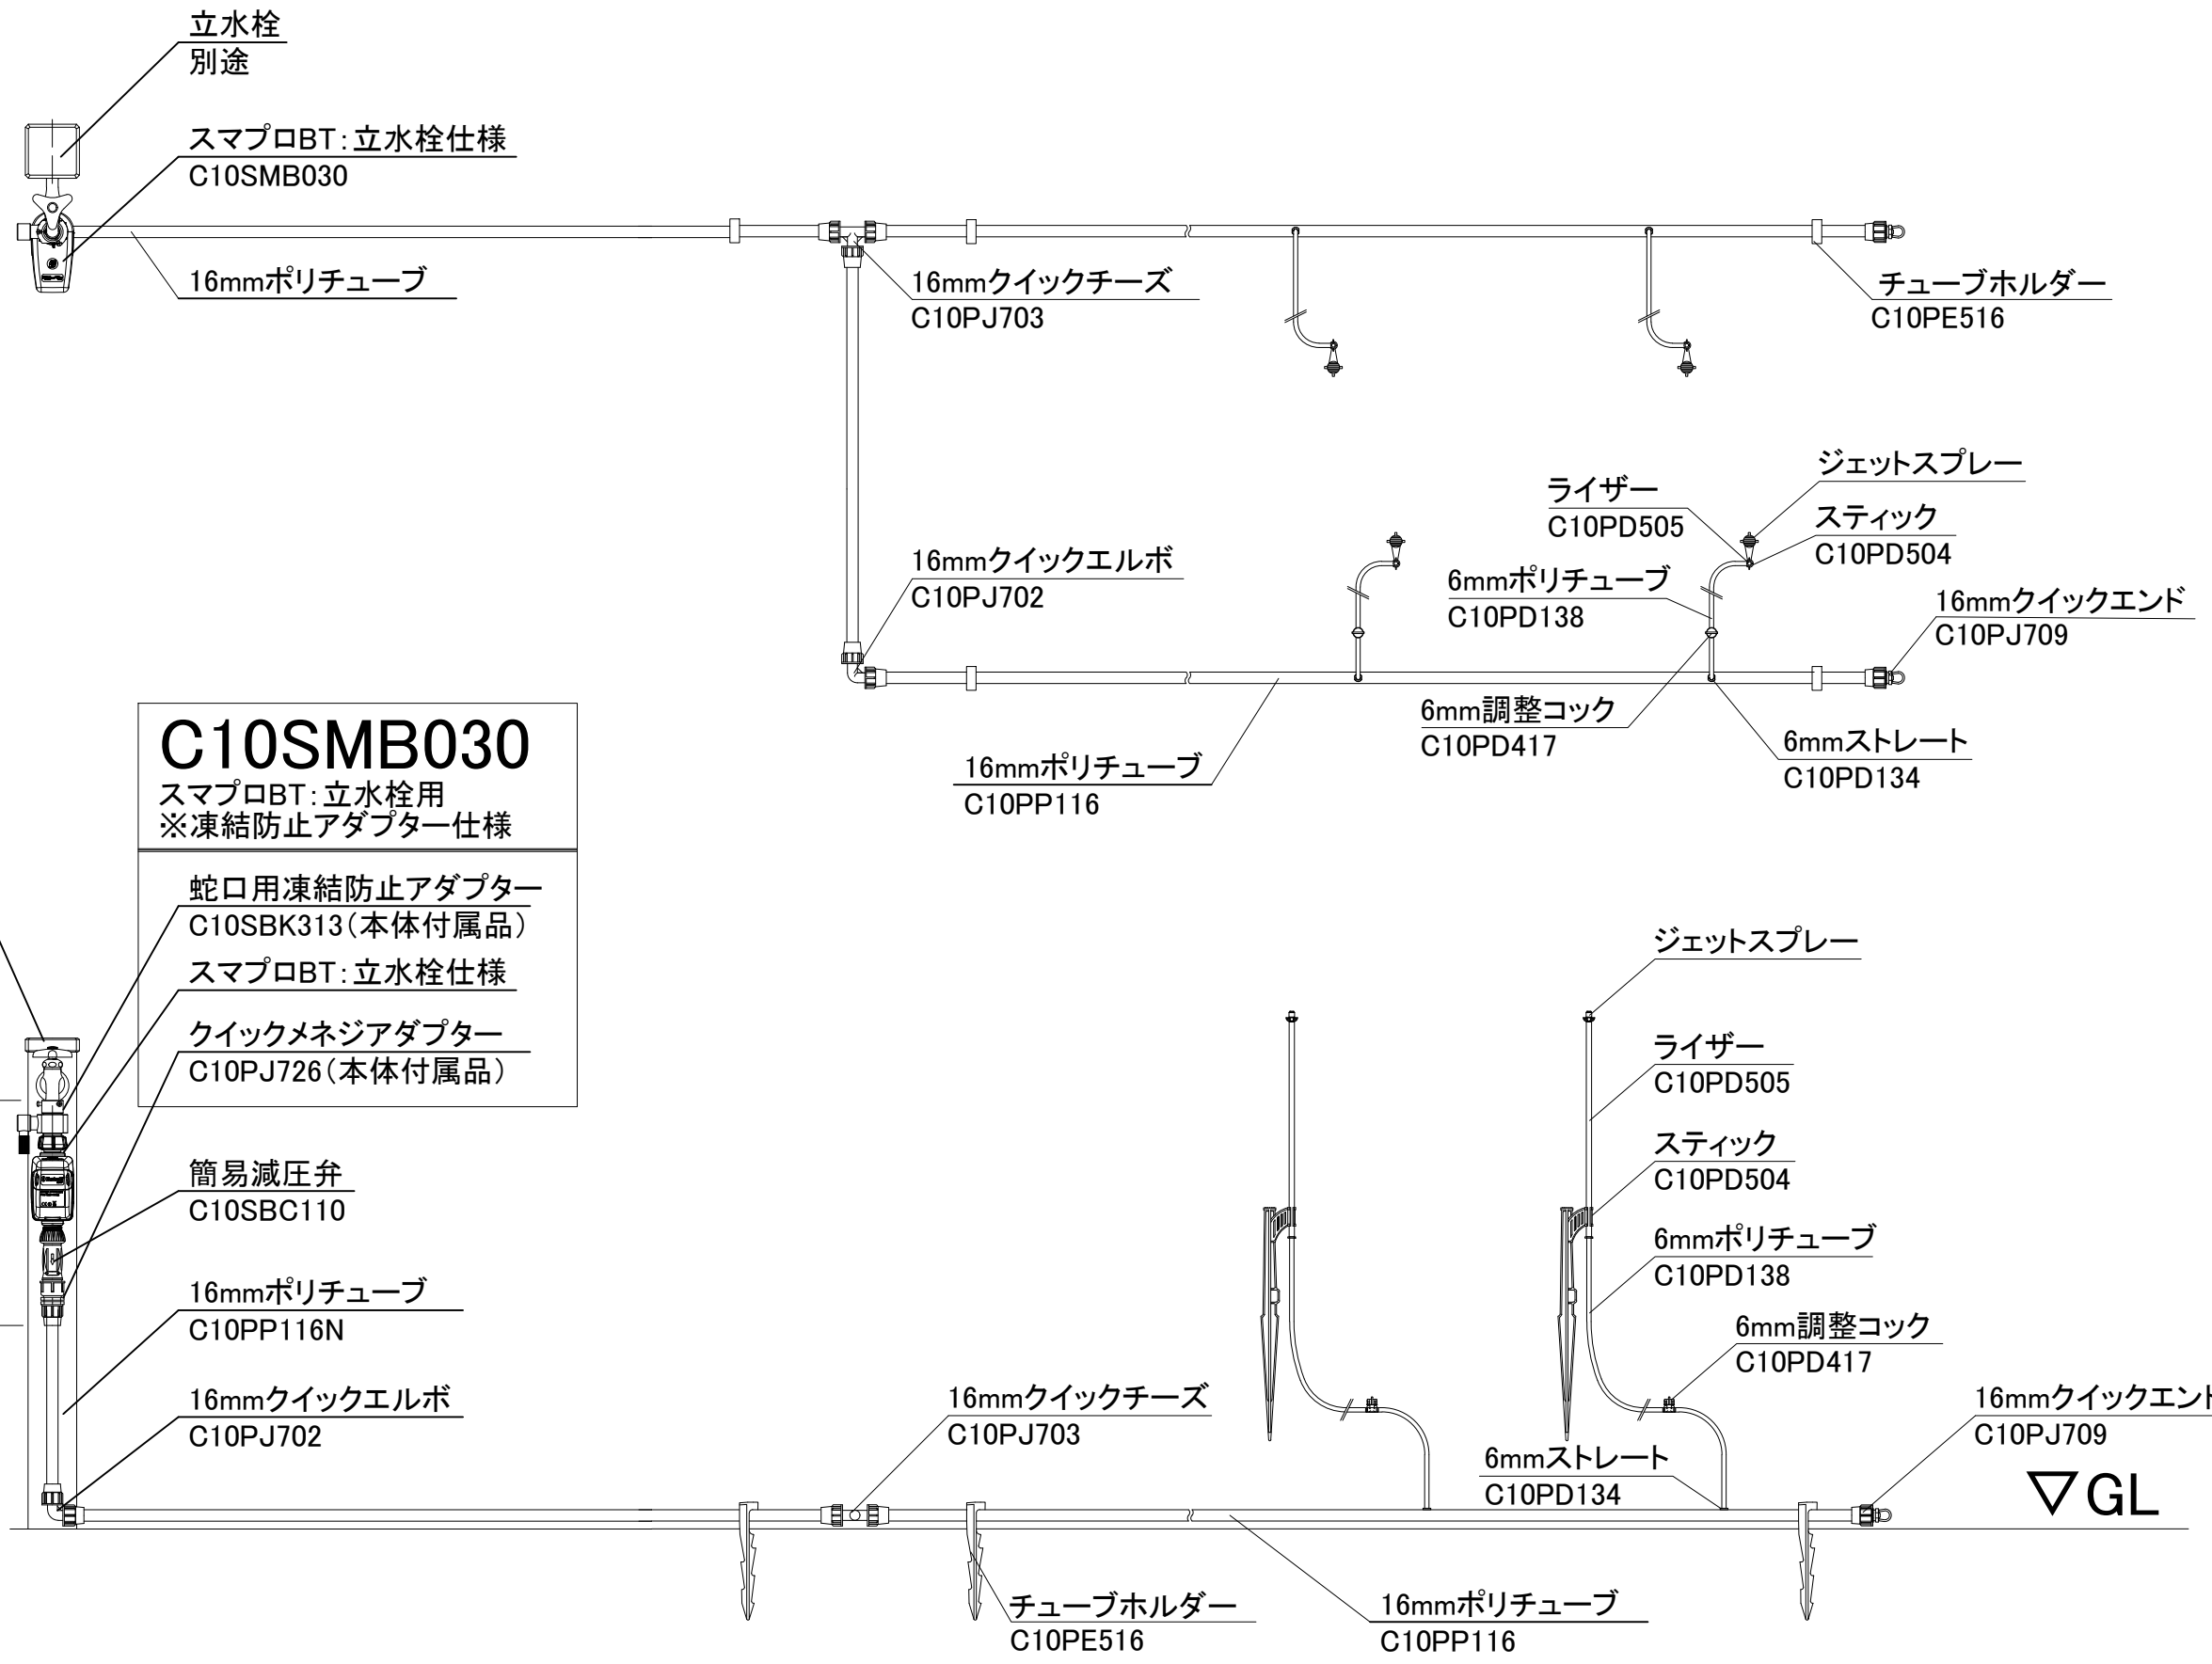 立水栓
別途
スマプロBT：立水栓仕様
C10SMB030
16mmポリチューブ
16mmクイックチーズ
C10PJ703
チューブホルダー
C10PE516
ジェットスプレー
ライザー
C10PD505
スティック
C10PD504
16mmクイックエルボ
C10PJ702
6mmポリチューブ
C10PD138
16mmクイックエンド
C10PJ709
6mm調整コック
C10PD417
6mmストレート
C10PD134
16mmポリチューブ
C10PP116
C10SMB030
スマプロBT：立水栓用
※凍結防止アダプター仕様
蛇口用凍結防止アダプター
C10SBK313（本体付属品）
スマプロBT：立水栓仕様
クイックメネジアダプター
C10PJ726（本体付属品）
簡易減圧弁
C10SBC110
16mmポリチューブ
C10PP116N
16mmクイックエルボ
C10PJ702
ジェットスプレー
ライザー
C10PD505
スティック
C10PD504
6mmポリチューブ
C10PD138
6mm調整コック
C10PD417
16mmクイックチーズ
C10PJ703
16mmクイックエンド
C10PJ709
6mmストレート
C10PD134
▽GL
チューブホルダー
C10PE516
16mmポリチューブ
C10PP116